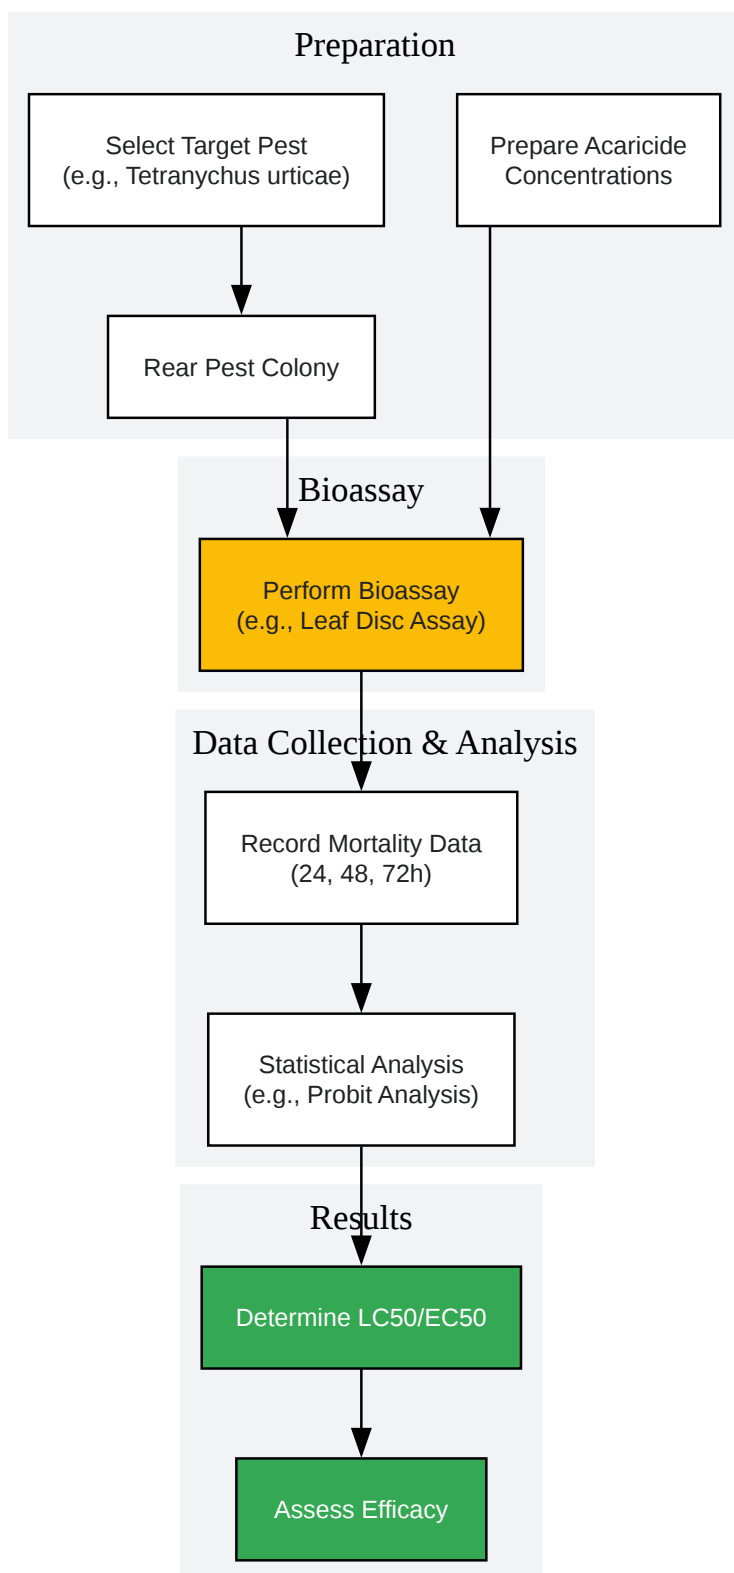 Preparation
Select Target Pest
(e.g., Tetranychus urticae)
Prepare Acaricide
Concentrations
Rear Pest Colony
Bioassay
Perform Bioassay
(e.g., Leaf Disc Assay)
Data Collection & Analysis
Record Mortality Data
(24, 48, 72h)
Statistical Analysis
(e.g., Probit Analysis)
Results
Determine LC50/EC50
Assess Efficacy